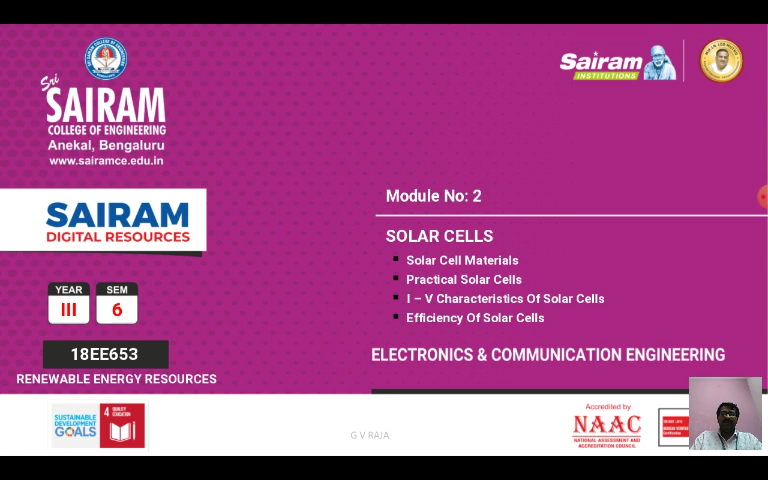 Sri
SAIRAM
COLLEGE OF ENGINEERING
Anekal, Bengaluru
www.sairamce.edu.in
Sairam
INSTITUTIONS
SAIRAM
DIGITAL RESOURCES
YEAR
III
SEM
6
18EE653
RENEWABLE ENERGY RESOURCES
Module No: 2
SOLAR CELLS
▪ Solar Cell Materials
▪ Practical Solar Cells
▪ I – V Characteristics Of Solar Cells
▪ Efficiency Of Solar Cells
ELECTRONICS & COMMUNICATION ENGINEERING
SUSTAINABLE
DEVELOPMENT
GOALS
4 QUALITY
EDUCATION
G V RAJA
Accredited by
NAAC
NATIONAL ASSESSMENT AND
ACCREDITATION COUNCIL